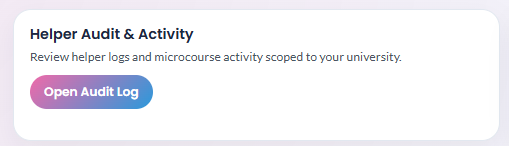 Helper Audit & Activity
Review helper logs and microcourse activity scoped to your university.
Open Audit Log